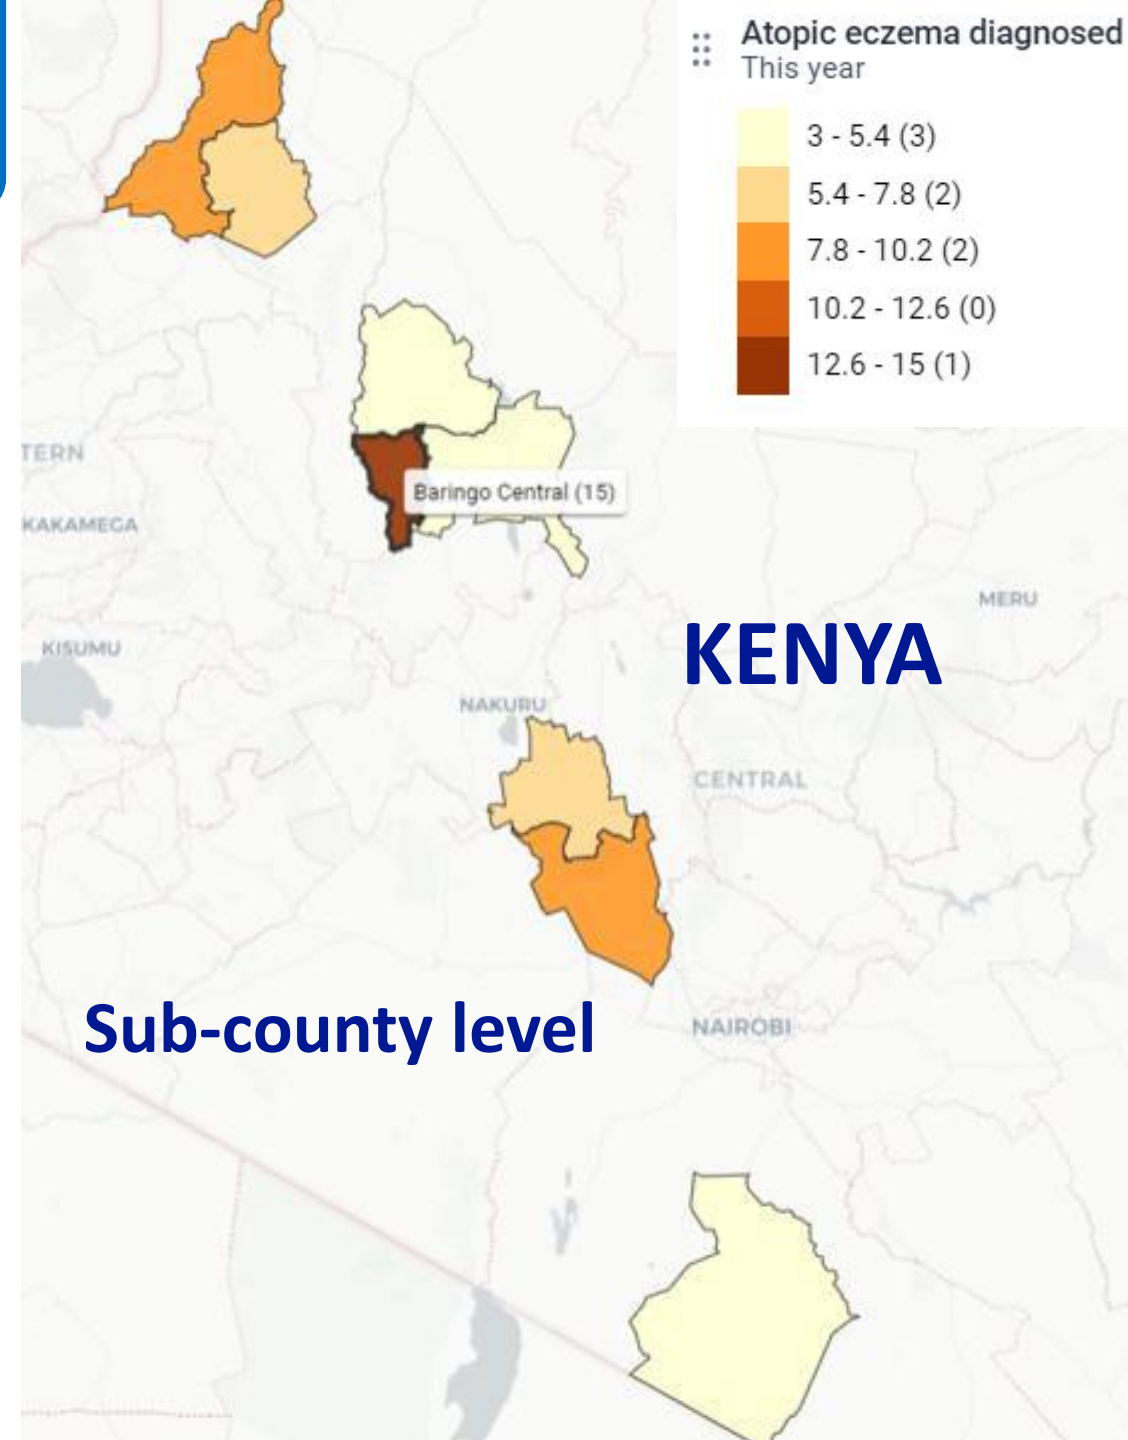 Atopic eczema diagnosed
This year
3 - 5.4 (3)
5.4 - 7.8 (2)
7.8 - 10.2 (2)
10.2 - 12.6 (0)
12.6 - 15 (1)
TERN
Baringo Central (15)
KAKAMEGA
MERU
KENYA
KISUMU
NAKURU
CENTRAL
Sub-county level
NAIROBI